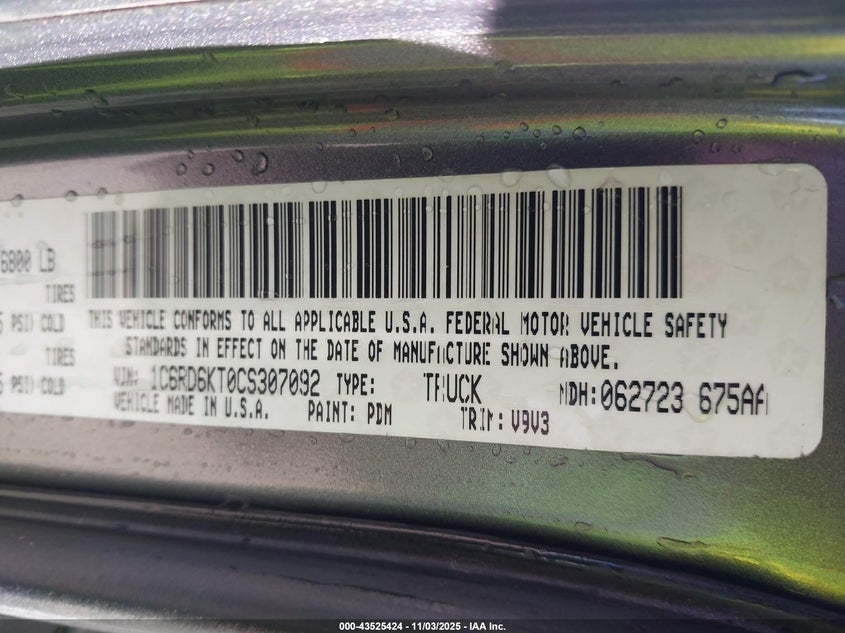 6800 LB
TIRES
PSI) COLD
TIRES
PSI) COLD
THIS VEHICLE CONFORMS TO ALL APPLICABLE U.S.A. FEDERAL MOTOR VEHICLE SAFETY
STANDARDS IN EFFECT ON THE DATE OF MANUFACTURE SHOWN ABOVE.
VIN: 1C6RD6KT0CS307092 TYPE: TRUCK MDH:062723 675AA
VEHICLE MADE IN U.S.A. PAINT: PDM TRIM: V9V3
000-43525424 | 11/03/2025 - IAA Inc.